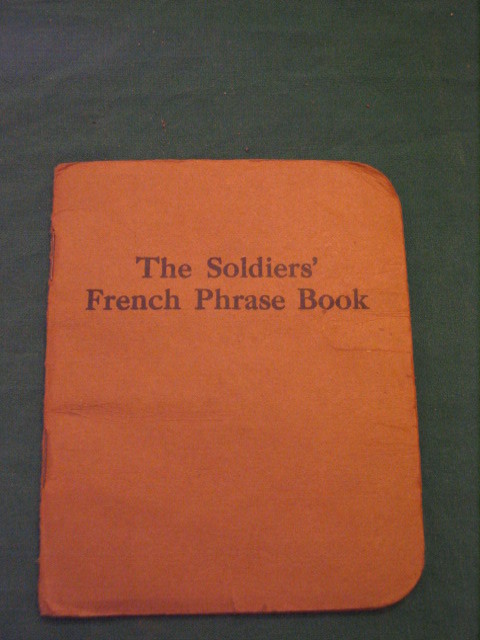 The Soldiers'
French Phrase Book